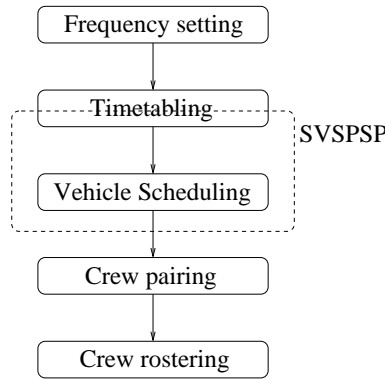 Frequency setting
Timetabling
SVSPSP
Vehicle Scheduling
Crew pairing
Crew rostering